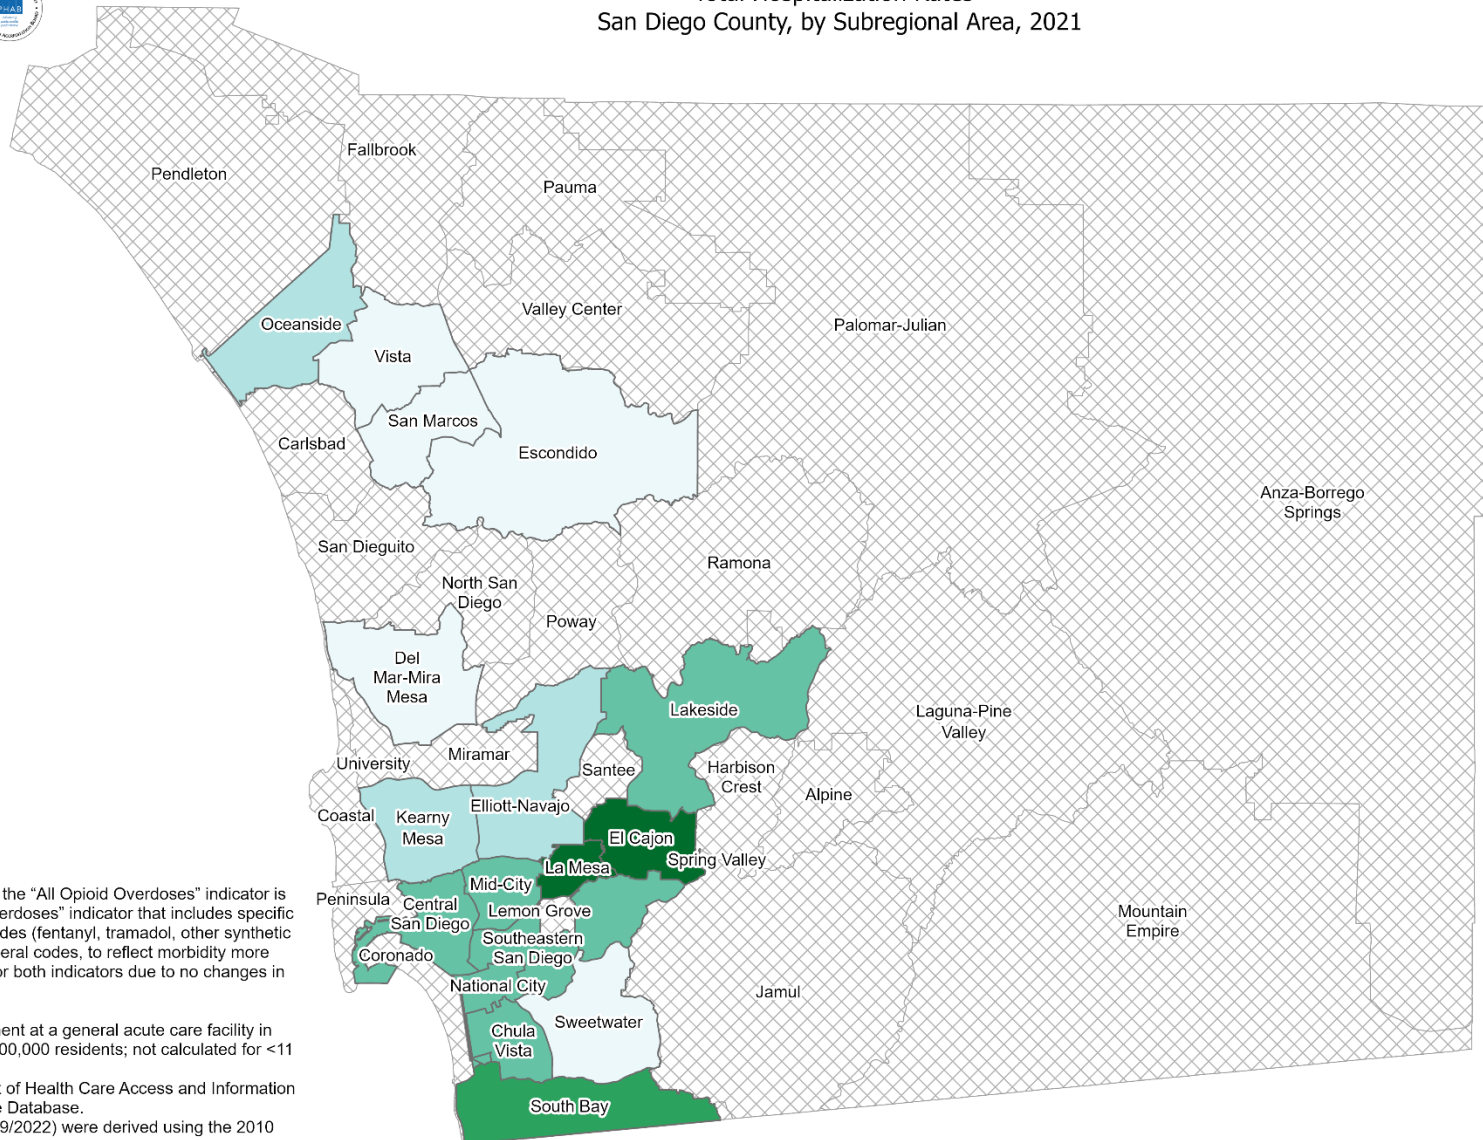 PHAB
San Diego County, by Subregional Area, 2021
Fallbrook
Pendleton
Pauma
Valley Center
Oceanside
Palomar-Julian
Vista
San Marcos
Carlsbad
Escondido
Anza-Borrego
Springs
San Dieguito
Ramona
North San
Diego
Poway
Del
Mar-Mira
Mesa
Lakeside
Laguna-Pine
Valley
Miramar
University
Santee
Harbison
Crest
Alpine
Elliott-Navajo
Coastal
Kearny
Mesa
El Cajon
Spring Valley
La Mesa
Mid-City
Peninsula
Central
San Diego
Lemon Grove
Mountain
Empire
Southeastern
San Diego
Coronado
National City
Jamul
Sweetwater
Chula
Vista
South Bay
the “All Opioid Overdoses” indicator is
erdoses” indicator that includes specific
des (fentanyl, tramadol, other synthetic
eral codes, to reflect morbidity more
or both indicators due to no changes in
ent at a general acute care facility in
00,000 residents; not calculated for <11
of Health Care Access and Information
e Database.
9/2022) were derived using the 2010